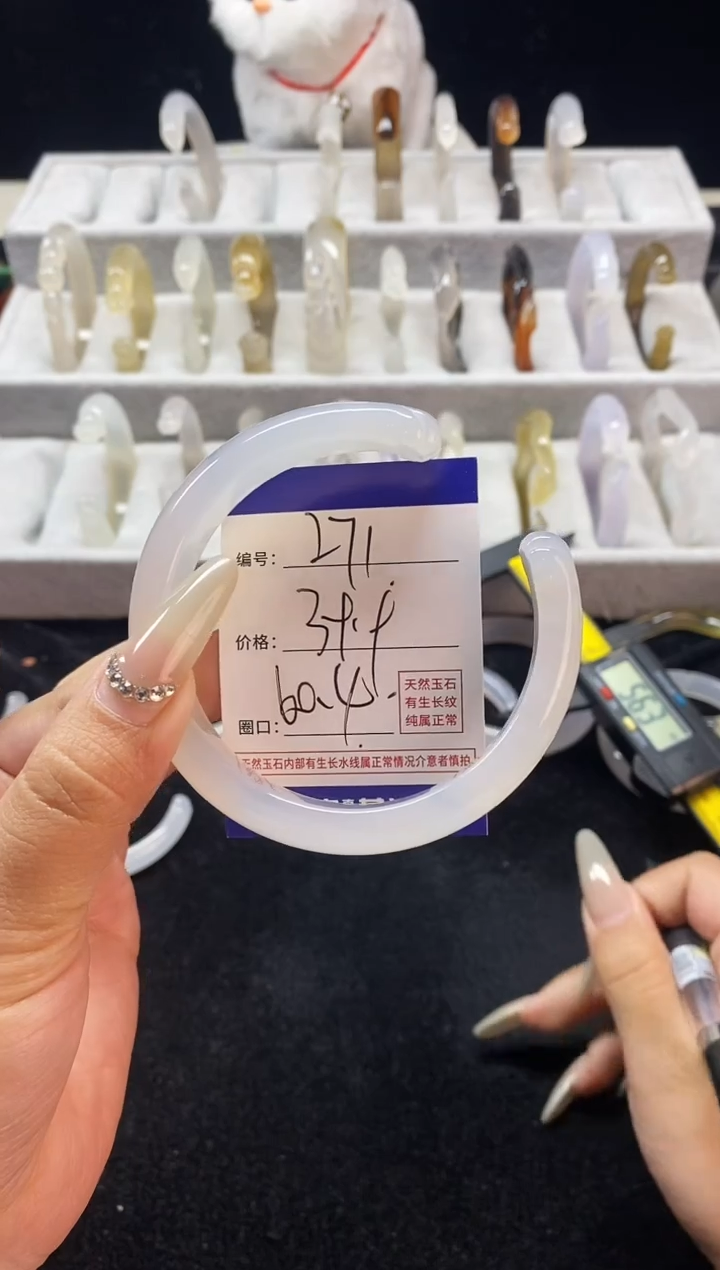 编号: 271
价格:
圈口: 60.4
天然玉石
有生长纹
纯属正常
天然玉石内部有生长水线属正常情况介意者慎拍